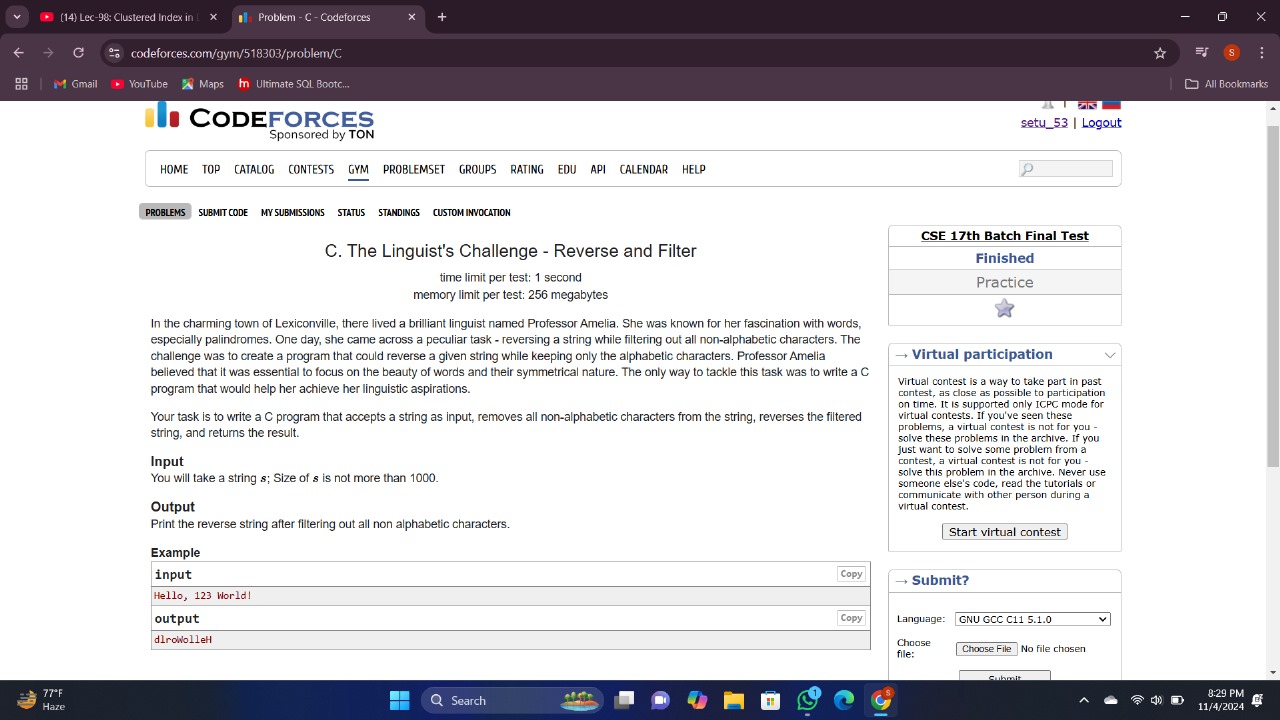 (14) Lec-98: Clustered Index in
Problem - C - Codeforces
codeforces.com/gym/518303/problem/C
S
Gmail
YouTube
Maps
hm Ultimate SQL Bootc...
All Bookmarks
CODEFORCES
Sponsored by TON
setu_53 | Logout
HOME TOP CATALOG CONTESTS GYM PROBLEMSET GROUPS RATING EDU API CALENDAR HELP
PROBLEMS SUBMIT CODE MY SUBMISSIONS STATUS STANDINGS CUSTOM INVOCATION
C. The Linguist's Challenge - Reverse and Filter
time limit per test: 1 second
memory limit per test: 256 megabytes
In the charming town of Lexiconville, there lived a brilliant linguist named Professor Amelia. She was known for her fascination with words,
especially palindromes. One day, she came across a peculiar task - reversing a string while filtering out all non-alphabetic characters. The
challenge was to create a program that could reverse a given string while keeping only the alphabetic characters. Professor Amelia
believed that it was essential to focus on the beauty of words and their symmetrical nature. The only way to tackle this task was to write a C
program that would help her achieve her linguistic aspirations.
Your task is to write a C program that accepts a string as input, removes all non-alphabetic characters from the string, reverses the filtered
string, and returns the result.
Input
You will take a string s; Size of s is not more than 1000.
Output
Print the reverse string after filtering out all non alphabetic characters.
Example
input
Copy
Hello, 123 World!
output
Copy
dlroWolleH
CSE 17th Batch Final Test
Finished
Practice
→ Virtual participation
Virtual contest is a way to take part in past
contest, as close as possible to participation
on time. It is supported only ICPC mode for
virtual contests. If you've seen these
problems, a virtual contest is not for you -
solve these problems in the archive. If you
just want to solve some problem from a
contest, a virtual contest is not for you -
solve this problem in the archive. Never use
someone else's code, read the tutorials or
communicate with other person during a
virtual contest.
Start virtual contest
→ Submit?
Language: GNU GCC C11 5.1.0
Choose
file:
Choose File No file chosen
Submit
77°F
Haze
Search
1
S
8:29 PM
11/4/2024